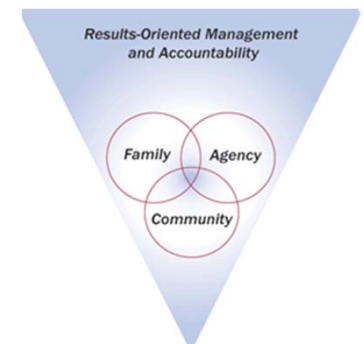 Results-Oriented Management
and Accountability
Family
Agency
Community